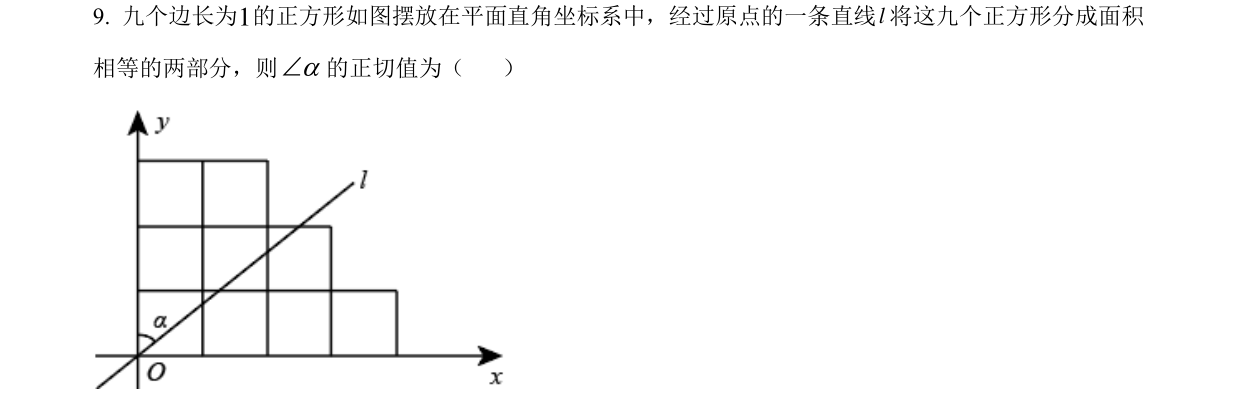 9. 九个边长为1的正方形如图摆放在平面直角坐标系中，经过原点的一条直线l将这九个正方形分成面积
相等的两部分，则∠α的正切值为（　　）
y
l
α
O
x